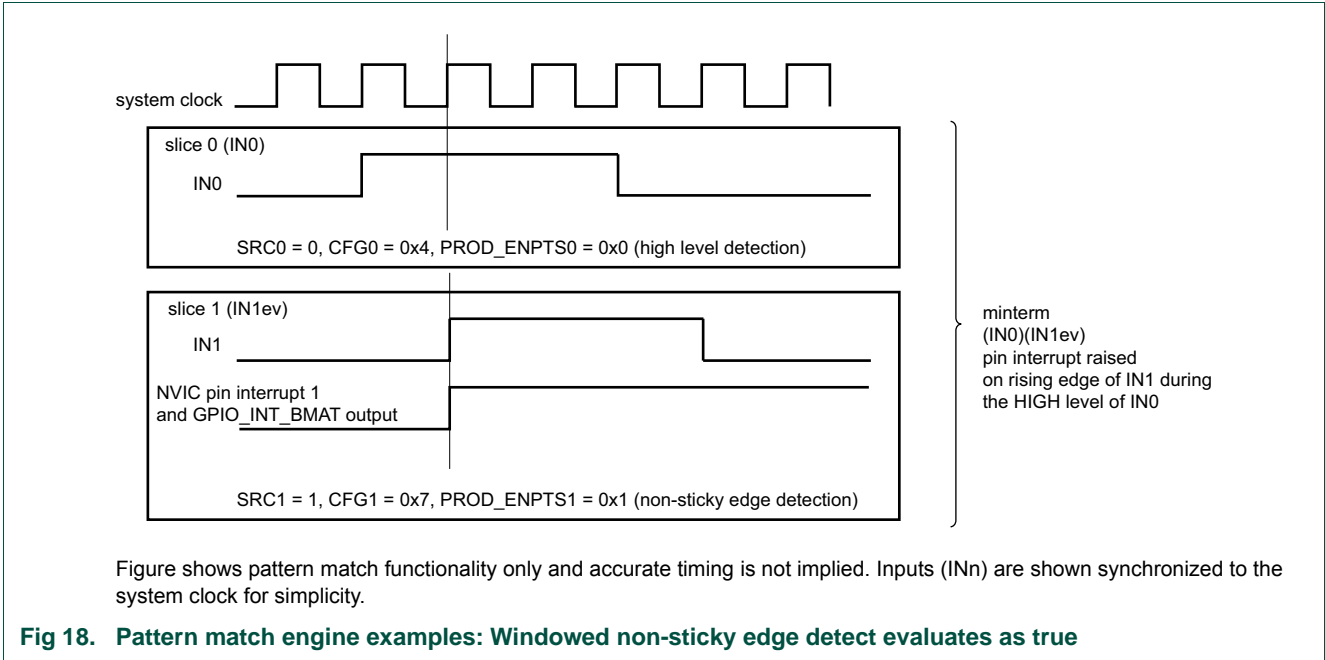 system clock
slice 0 (IN0)
IN0
SRC0 = 0, CFG0 = 0x4, PROD_ENPTS0 = 0x0 (high level detection)
slice 1 (IN1ev)
IN1
NVIC pin interrupt 1
and GPIO_INT_BMAT output
SRC1 = 1, CFG1 = 0x7, PROD_ENPTS1 = 0x1 (non-sticky edge detection)
minterm
(IN0)(IN1ev)
pin interrupt raised
on rising edge of IN1 during
the HIGH level of IN0
Figure shows pattern match functionality only and accurate timing is not implied. Inputs (INn) are shown synchronized to the
system clock for simplicity.
Fig 18. Pattern match engine examples: Windowed non-sticky edge detect evaluates as true